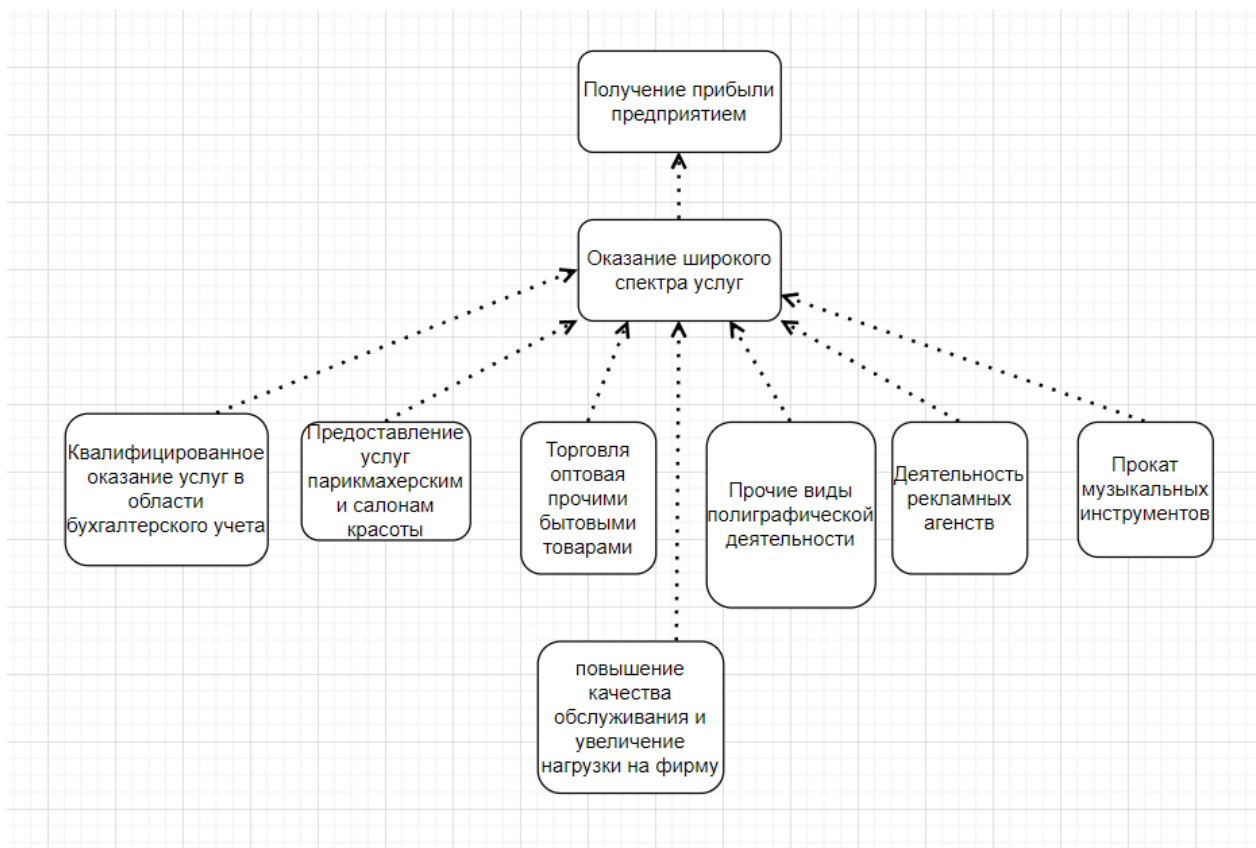 Получение прибыли
предприятием
Оказание широкого
спектра услуг
Квалифицированное
оказание услуг в
области
бухгалтерского учета
Предоставление
услуг
парикмахерским
и салонам
красоты
Торговля
оптовая
прочими
бытовыми
товарами
Прочие виды
полиграфической
деятельности
Деятельность
рекламных
агенств
Прокат
музыкальных
инструментов
повышение
качества
обслуживания и
увеличение
нагрузки на фирму